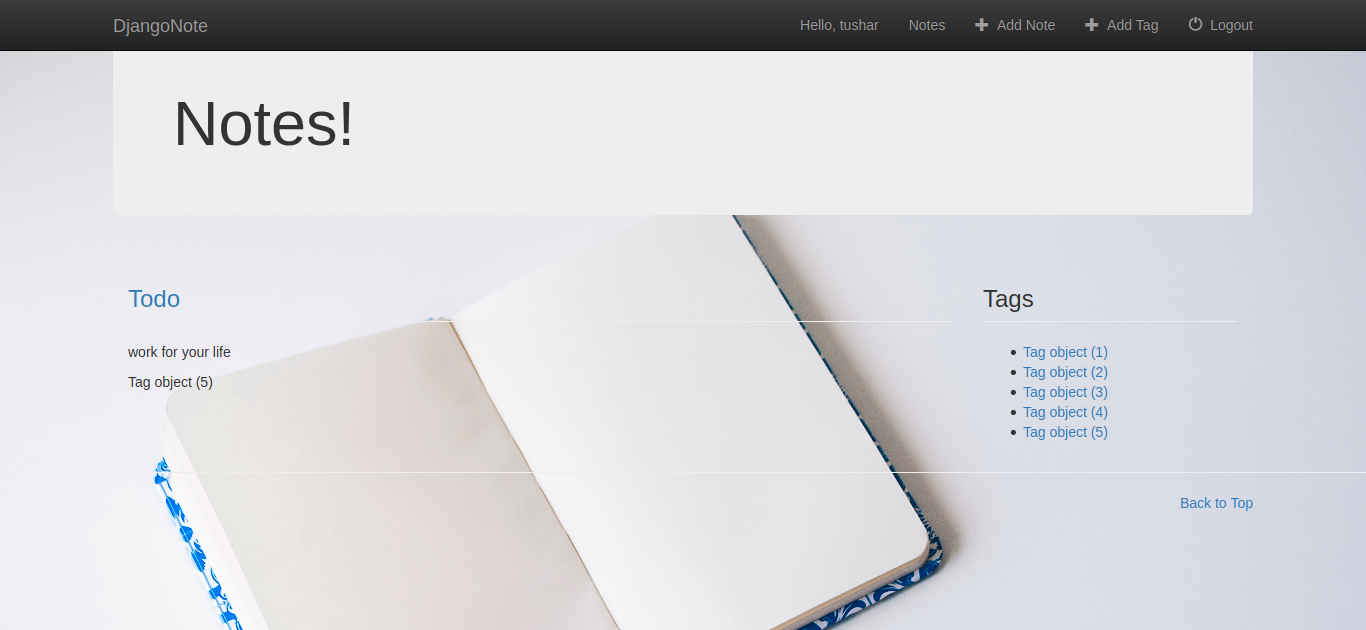 DjangoNote
Hello, tushar
Notes
Add Note
Add Tag
Logout
Notes!
Todo
work for your life
Tag object (5)
Tags
Tag object (1)
Tag object (2)
Tag object (3)
Tag object (4)
Tag object (5)
Back to Top